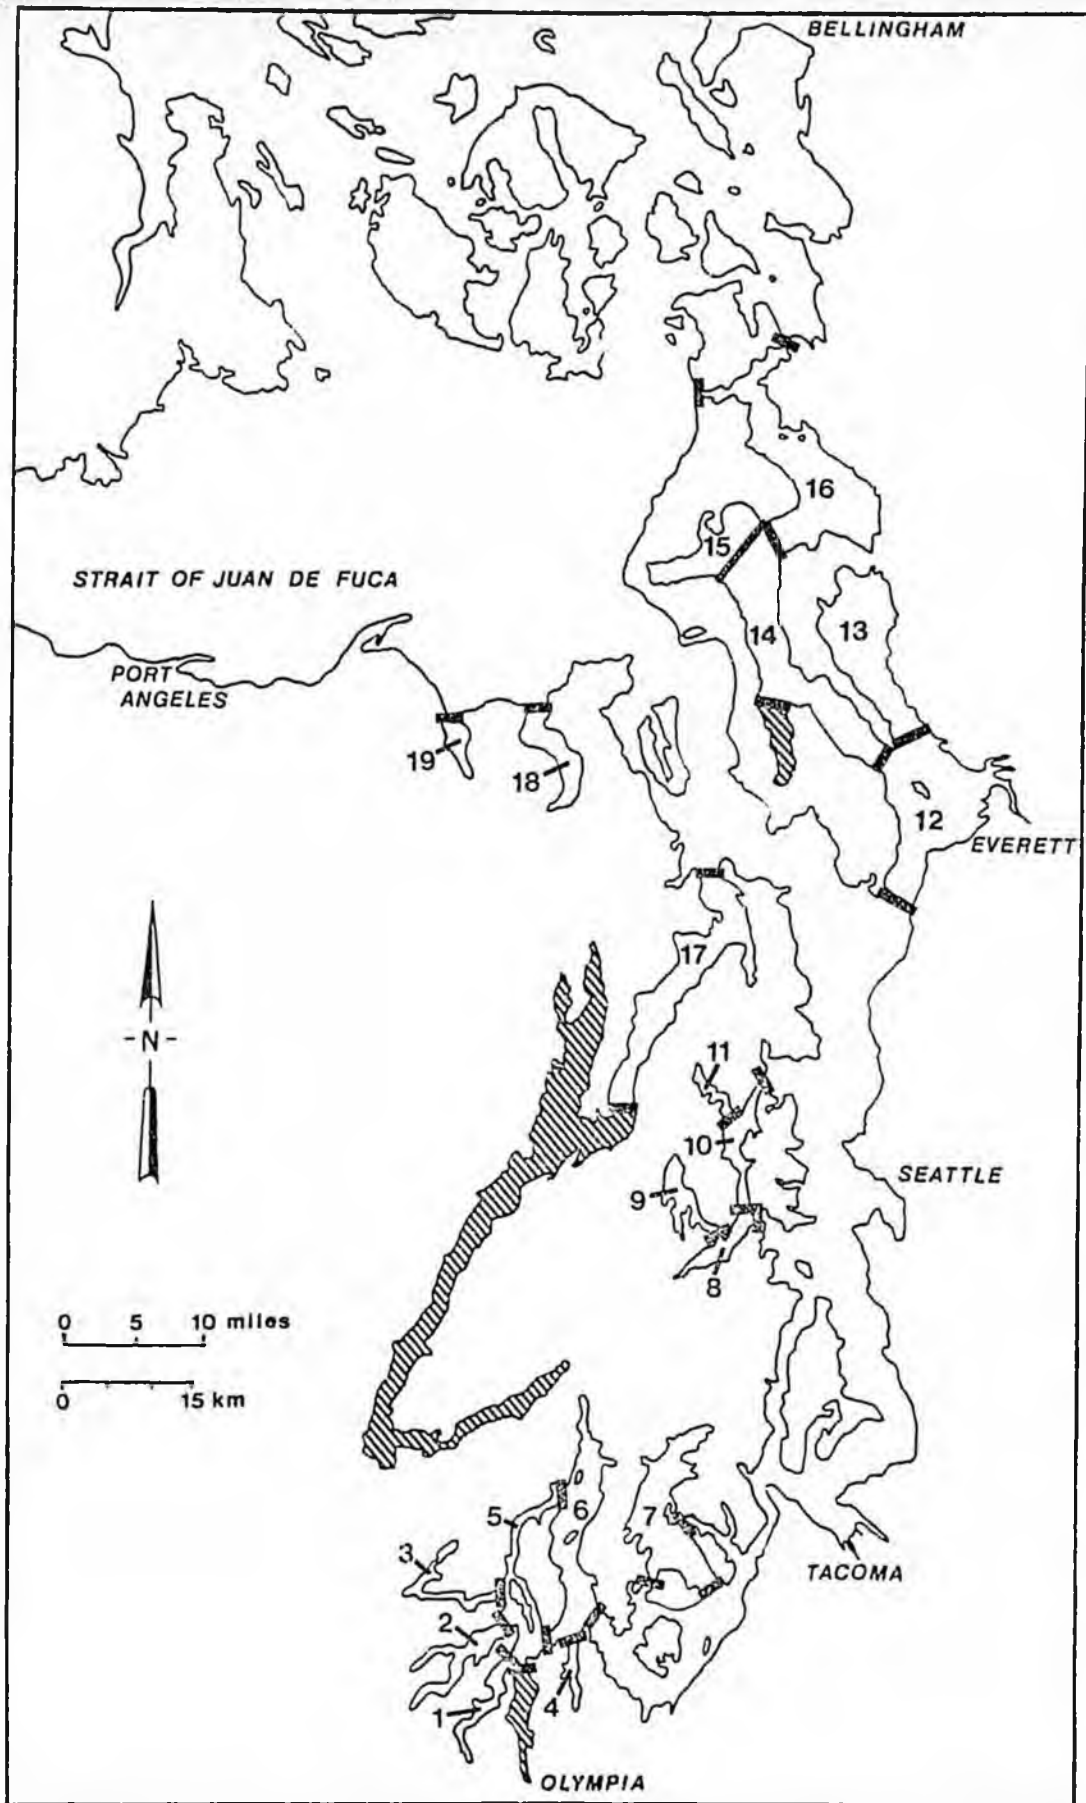 BELLINGHAM
16
15
STRAIT OF JUAN DE FUCA
14
13
PORT
ANGELES
19
18
12
EVERETT
17
-N-
11
10
SEATTLE
9
8
0 5 10 miles
0 15 km
5
6
7
3
TACOMA
2
4
1
OLYMPIA